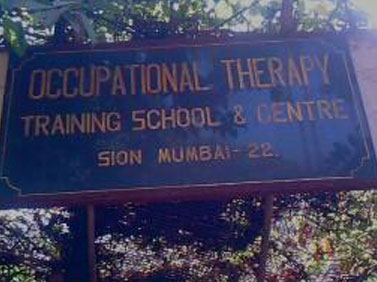 OCCUPATIONAL THERAPY
TRAINING SCHOOL & CENTRE
SION MUMBAI-22.